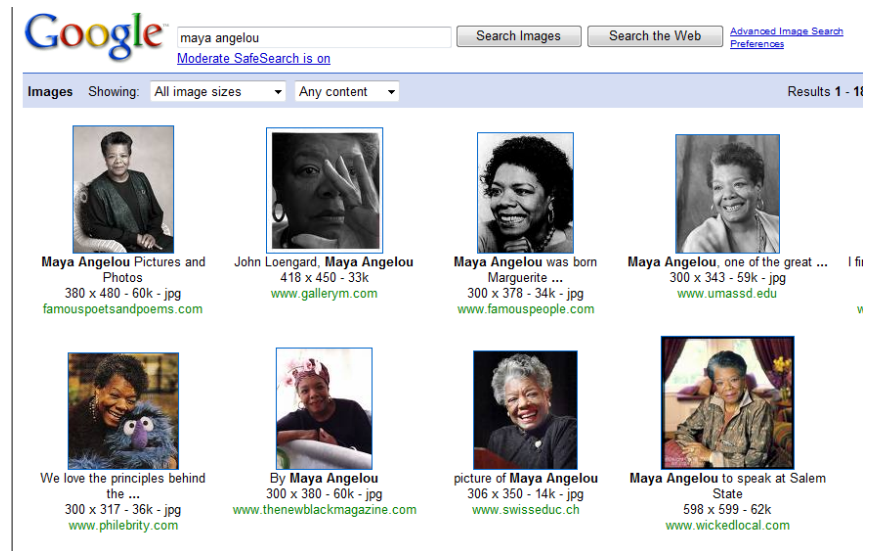 Google™
maya angelou
Search Images
Search the Web
Advanced Image Search
Preferences
Moderate SafeSearch is on
Images Showing: All image sizes Any content Results 1 - 18
Maya Angelou Pictures and
Photos
380 x 480 - 60k - jpg
famouspoetsandpoems.com
John Loengard, Maya Angelou
418 x 450 - 33k
www.gallerym.com
Maya Angelou was born
Marguerite ...
300 x 378 - 34k - jpg
www.famouspeople.com
Maya Angelou, one of the great ...
300 x 343 - 59k - jpg
www.umassd.edu
I fi
w
We love the principles behind
the ...
300 x 317 - 36k - jpg
www.philebrity.com
By Maya Angelou
300 x 380 - 60k - jpg
www.thenewblackmagazine.com
picture of Maya Angelou
306 x 350 - 14k - jpg
www.swisseduc.ch
Maya Angelou to speak at Salem
State
598 x 599 - 62k
www.wickedlocal.com